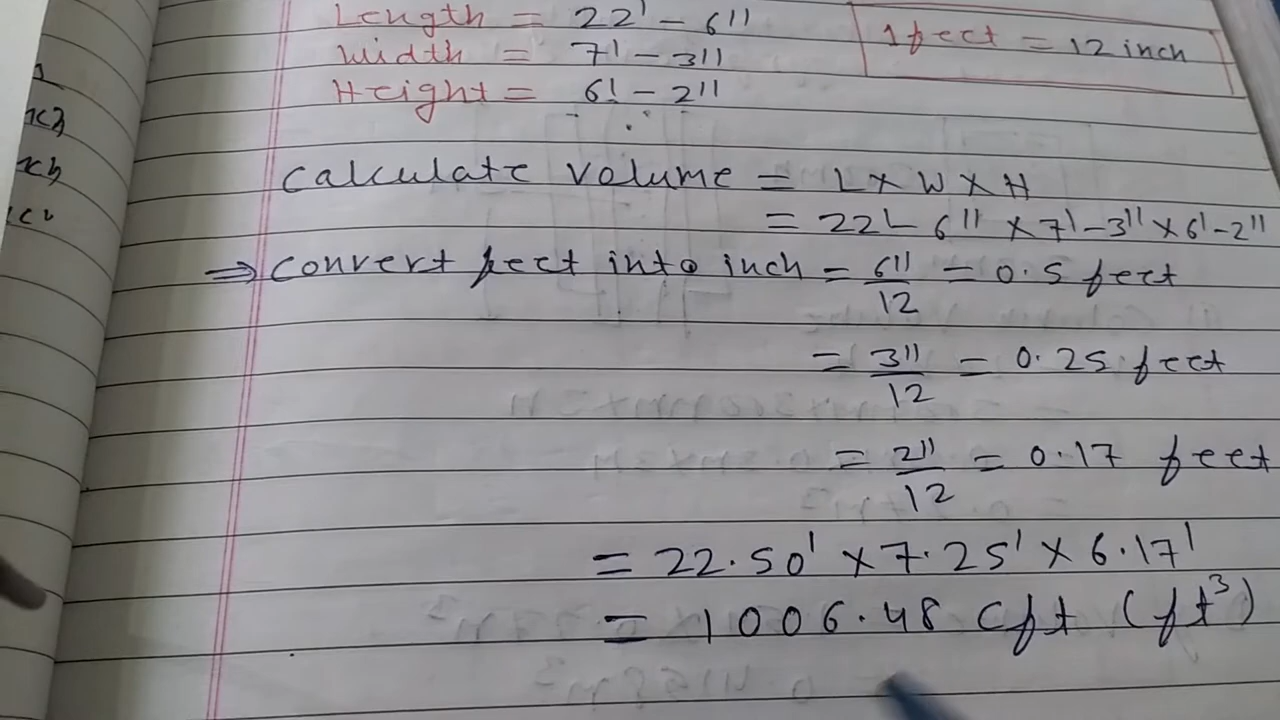 Length = 22' - 6"
Width = 7' - 3"
Height = 6' - 2"
1 feet = 12 inch
calculate volume = L x W x H
= 22' - 6" x 7' - 3" x 6' - 2"
⇒ convert feet into inch = 6"/12 = 0.5 feet
= 3"/12 = 0.25 feet
= 2"/12 = 0.17 feet
= 22.50' x 7.25' x 6.17'
= 1006.48 cft (ft³)